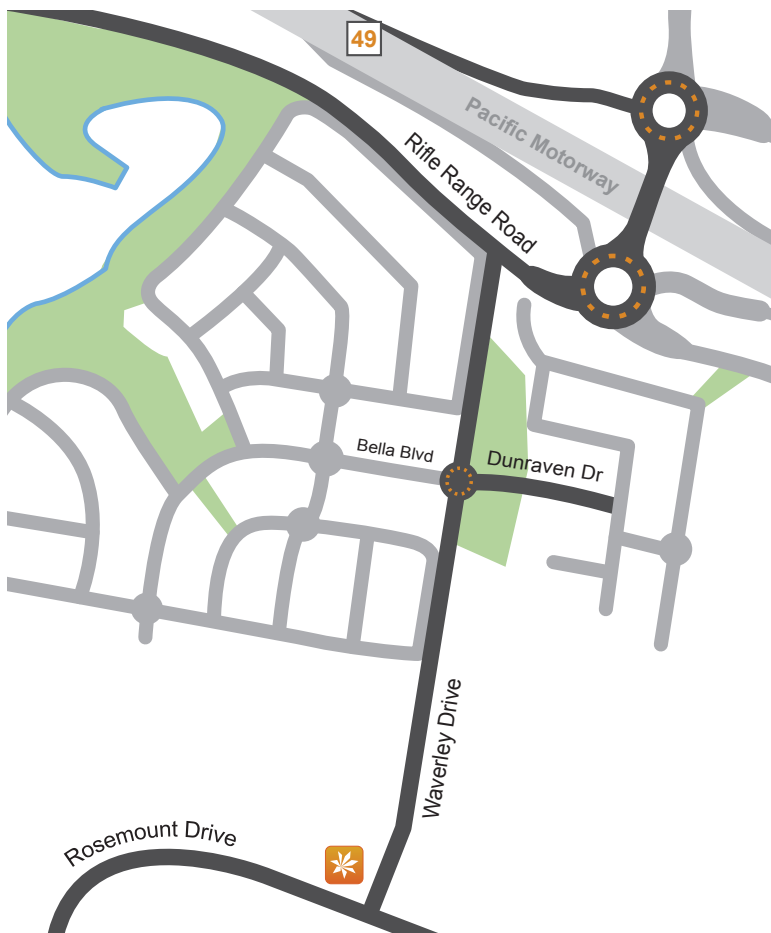 49
Pacific Motorway
Rifle Range Road
Bella Blvd
Dunraven Dr
Waverley Drive
Rosemount Drive